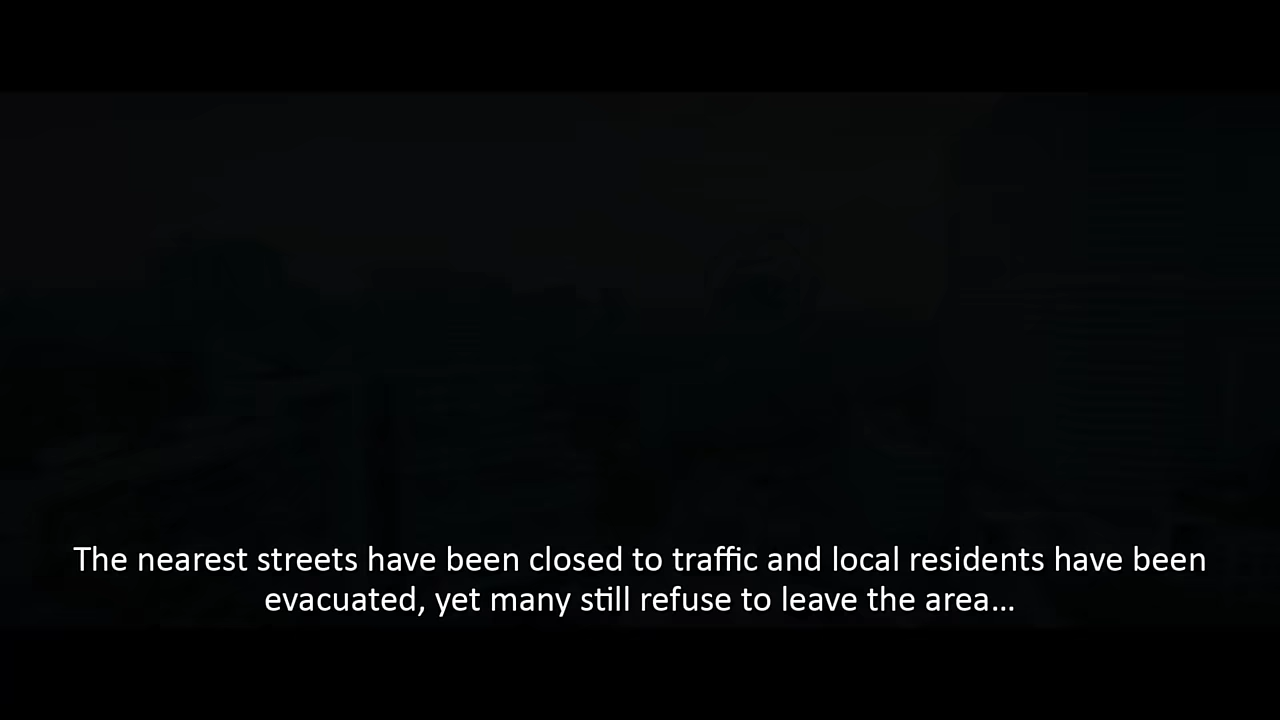 The nearest streets have been closed to traffic and local residents have been
evacuated, yet many still refuse to leave the area...